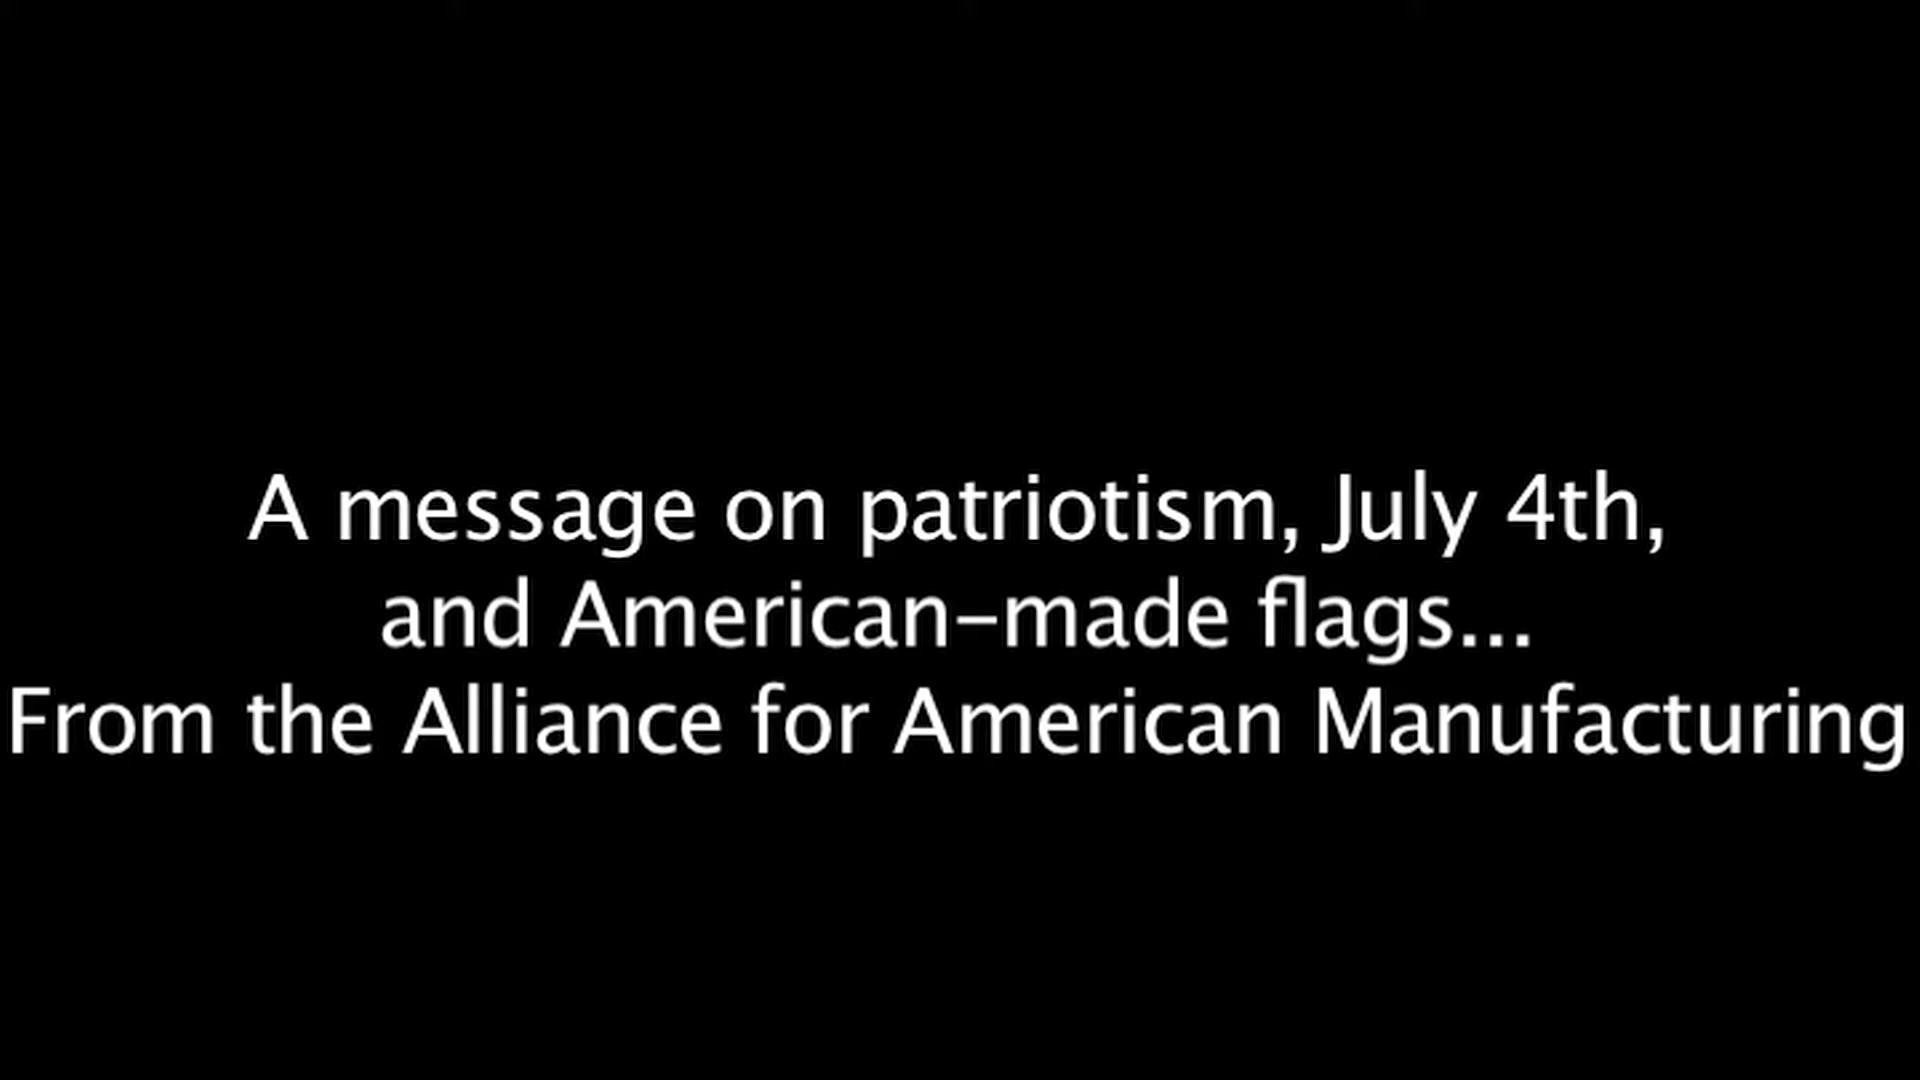 A message on patriotism, July 4th,
and American-made flags...
From the Alliance for American Manufacturing